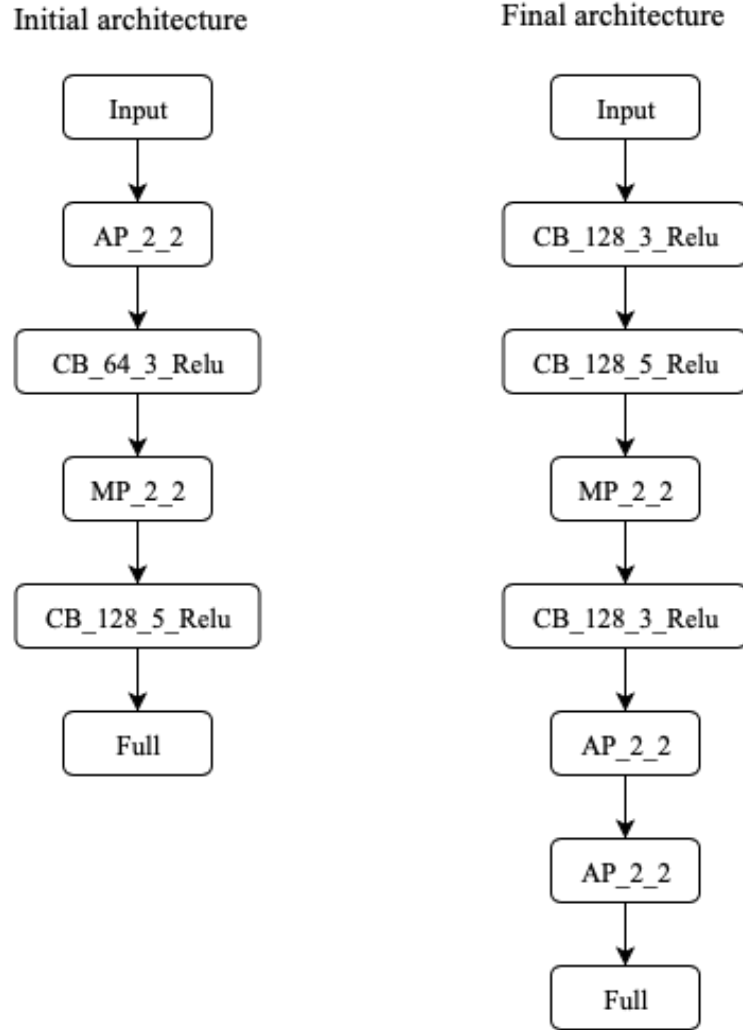 Initial architecture
Input
AP_2_2
CB_64_3_Relu
MP_2_2
CB_128_5_Relu
Full
Final architecture
Input
CB_128_3_Relu
CB_128_5_Relu
MP_2_2
CB_128_3_Relu
AP_2_2
AP_2_2
Full